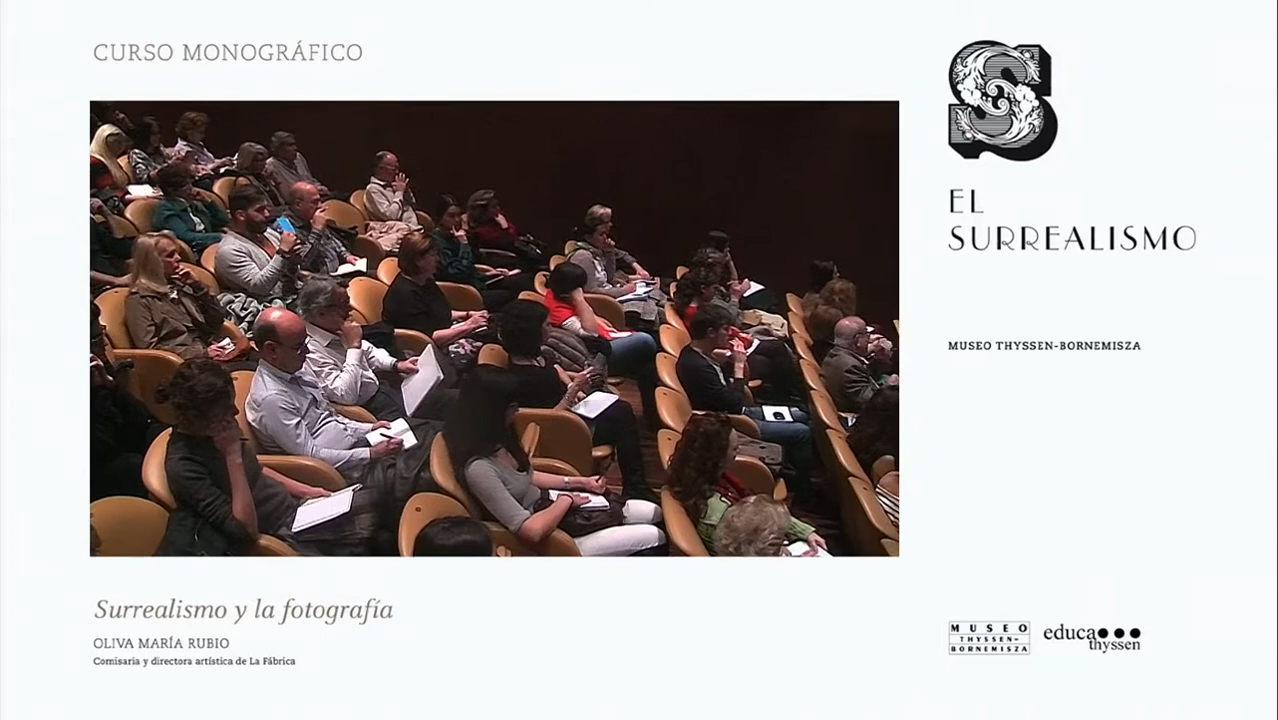 CURSO MONOGRÁFICO
S
EL
SURREALISMO
MUSEO THYSSEN-BORNEMISZA
Surrealismo y la fotografía
OLIVA MARÍA RUBIO
Comisaria y directora artística de La Fábrica
MUSEO
THYSSEN-
BORNEMISZA
educa
thyssen